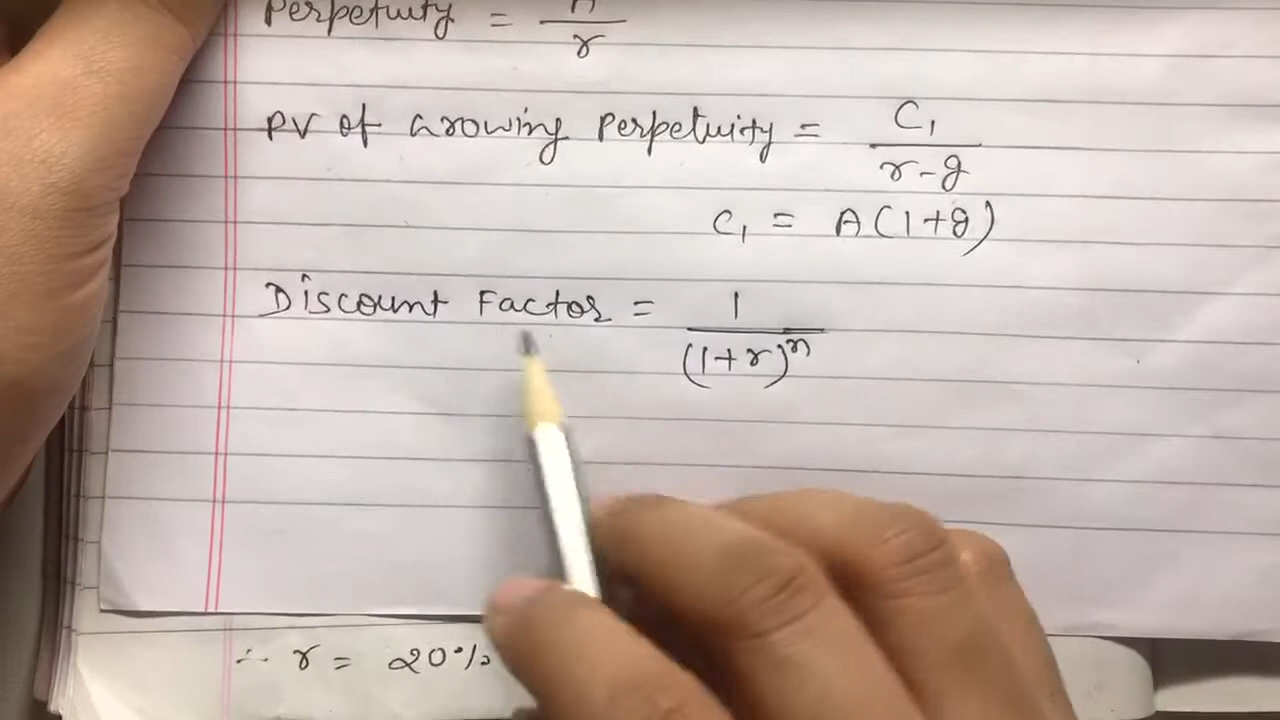 Perpetuity = A/r
PV of Growing Perpetuity = C₁/(r-g)
C₁ = A(1+g)
Discount Factor = 1/(1+r)ⁿ
∴ r = 20%